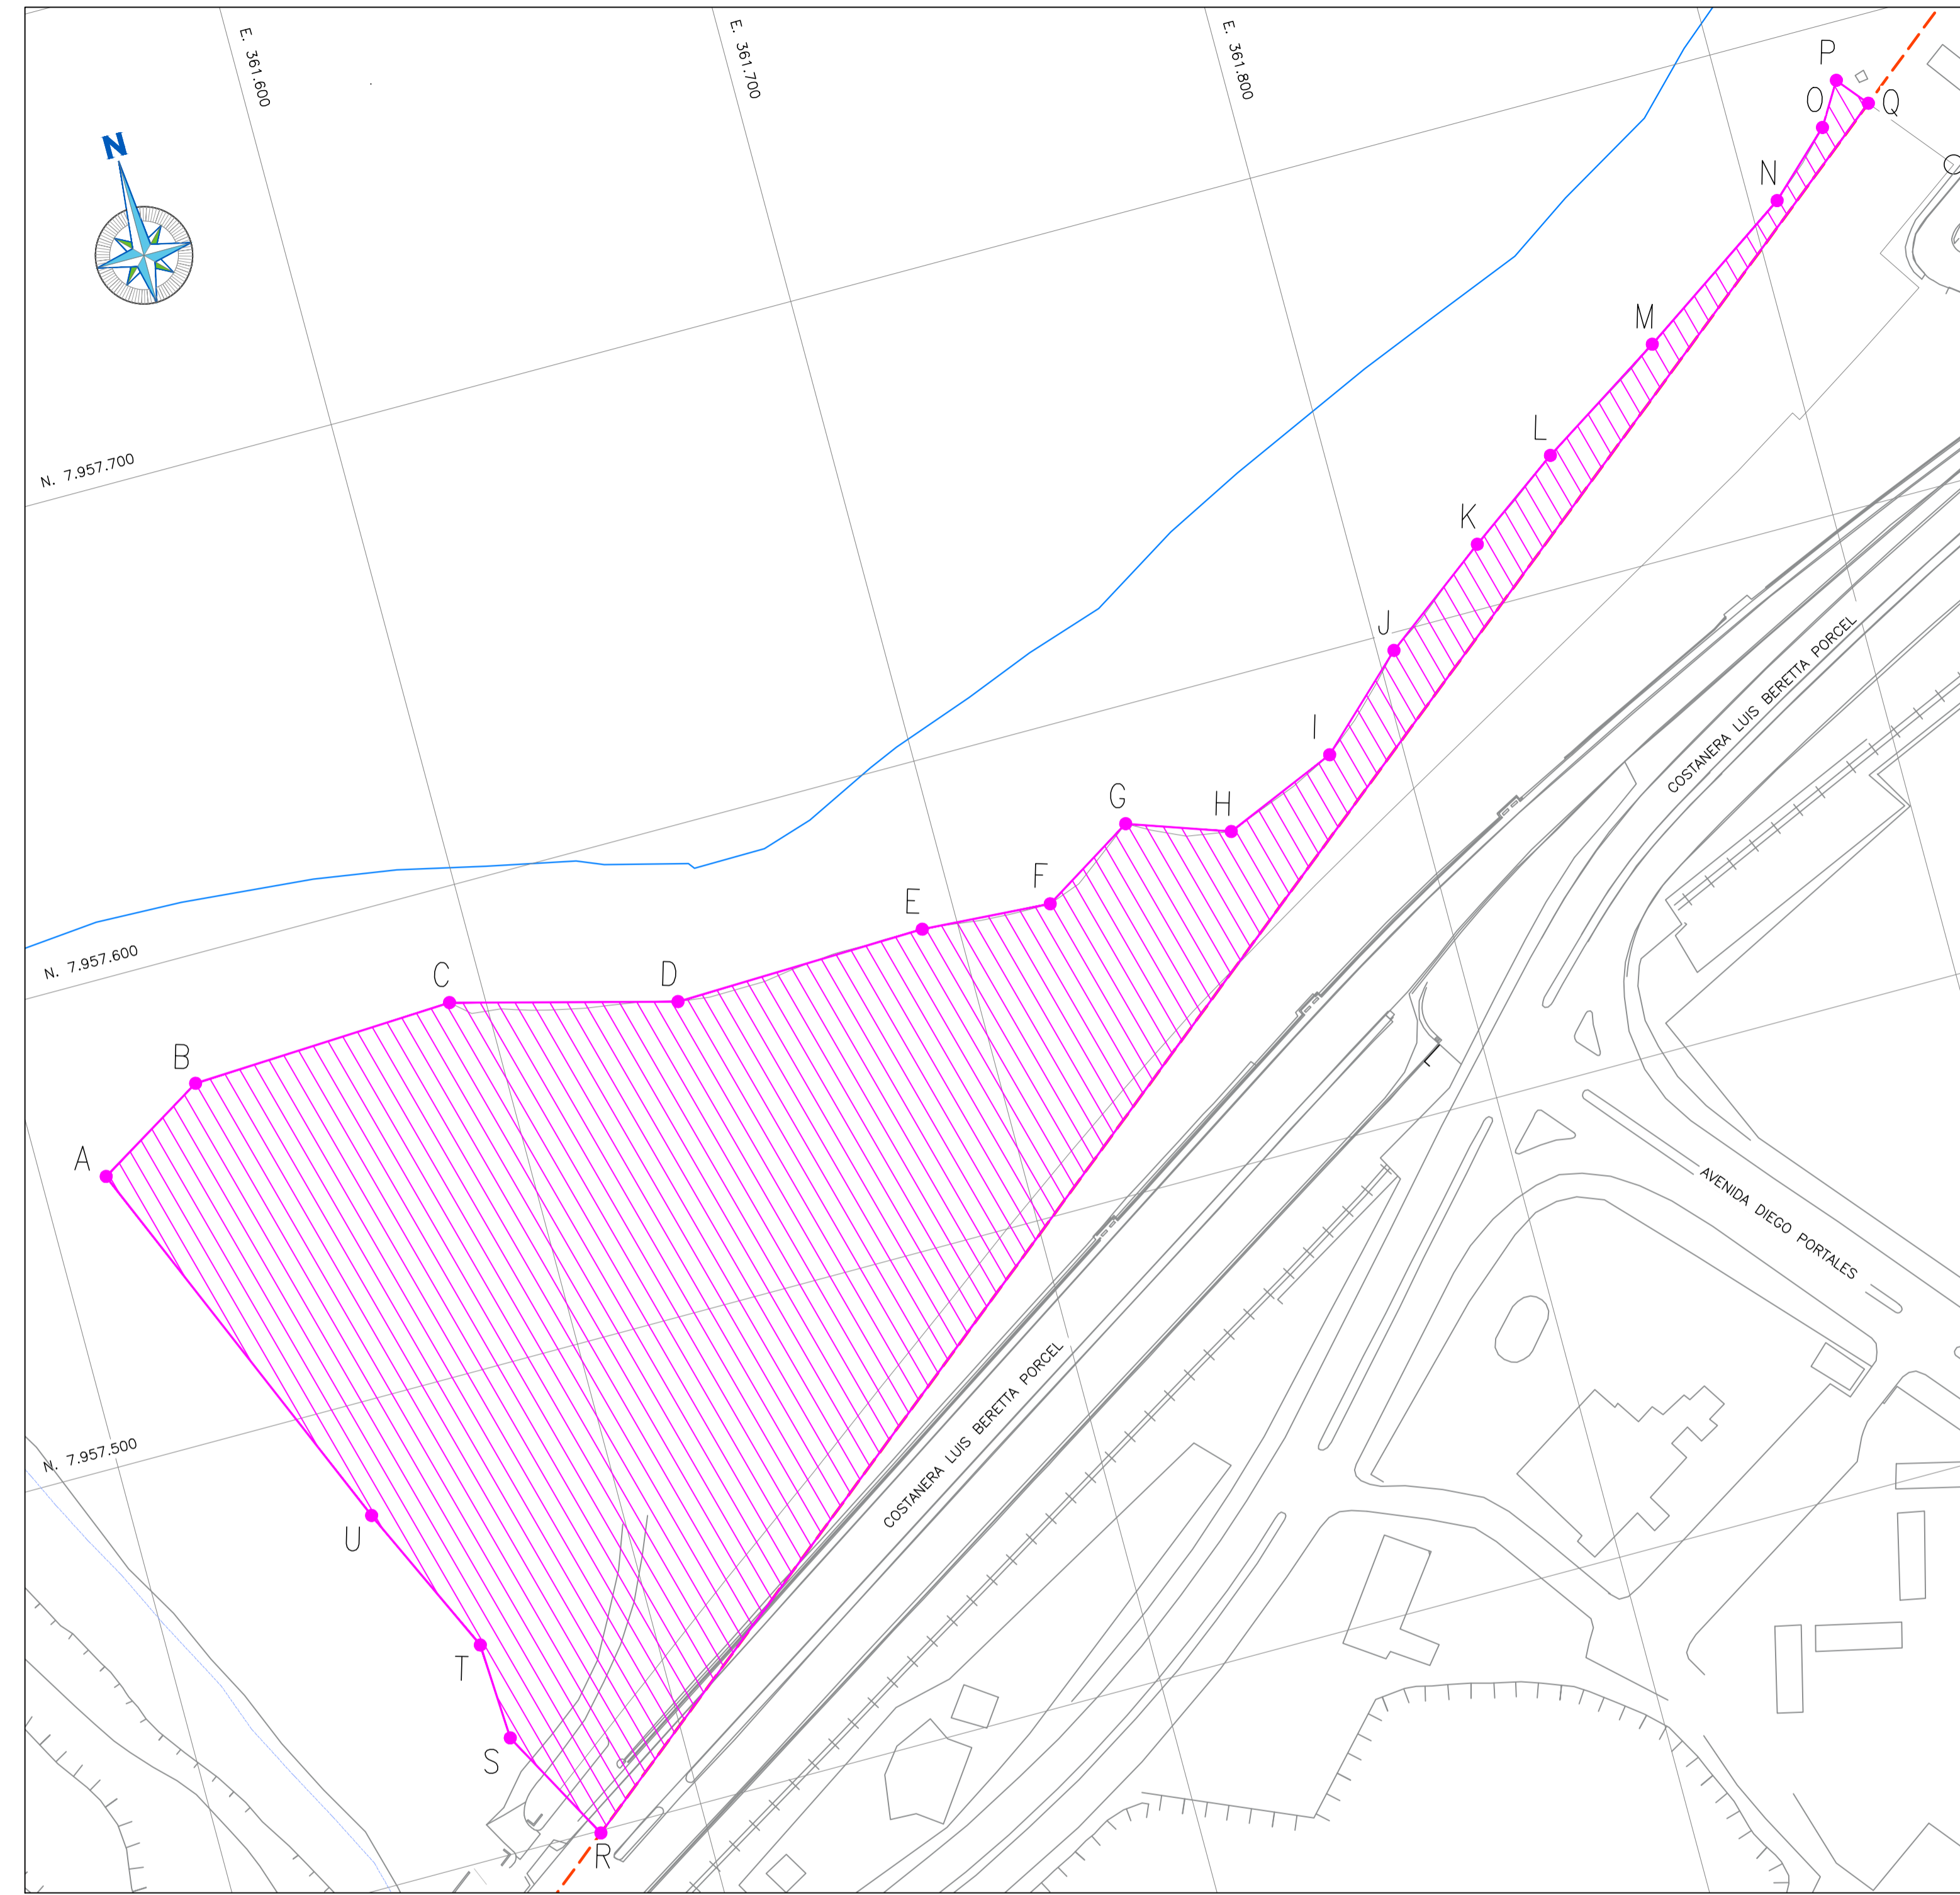 E. 361.600
E. 361.700
E. 361.800
P
O
Q
N
N
M
L
N. 7.957.700
K
J
COSTANERA LUIS BERETTA PORCEL
I
G
H
F
E
N. 7.957.600
C
D
B
A
AVENIDA DIEGO PORTALES
N. 7.957.500
COSTANERA LUIS BERETTA PORCEL
U
T
S
R